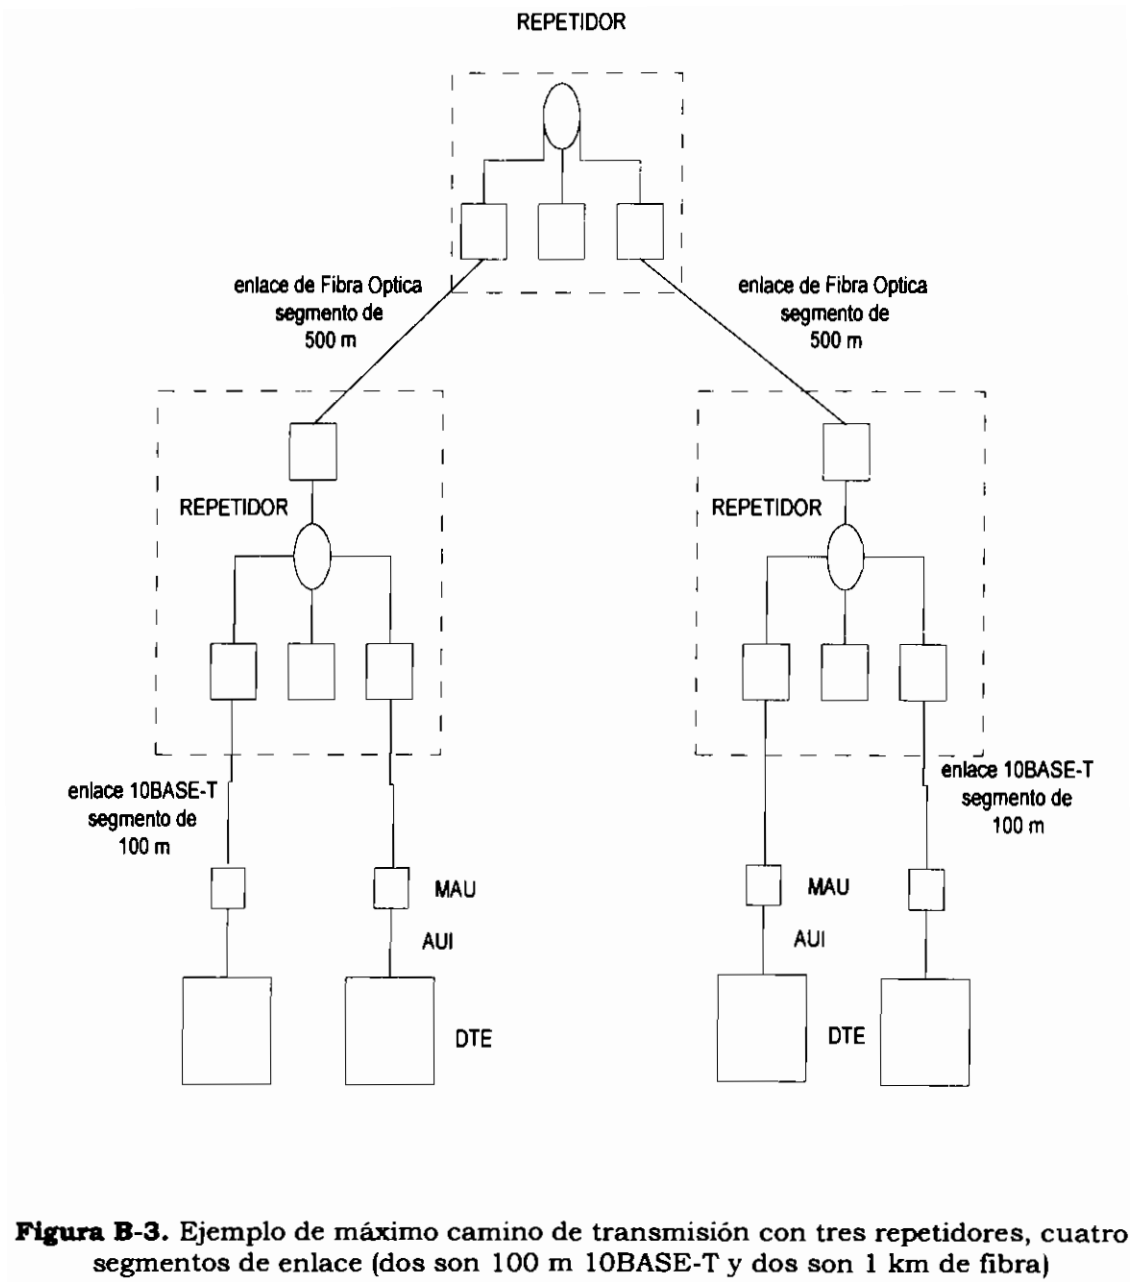 REPETIDOR
enlace de Fibra Optica
segmento de
500 m
enlace de Fibra Optica
segmento de
500 m
REPETIDOR
REPETIDOR
enlace 10BASE-T
segmento de
100 m
enlace 10BASE-T
segmento de
100 m
MAU
MAU
AUI
AUI
DTE
DTE
Figura B-3. Ejemplo de máximo camino de transmisión con tres repetidores, cuatro
segmentos de enlace (dos son 100 m 10BASE-T y dos son 1 km de fibra)